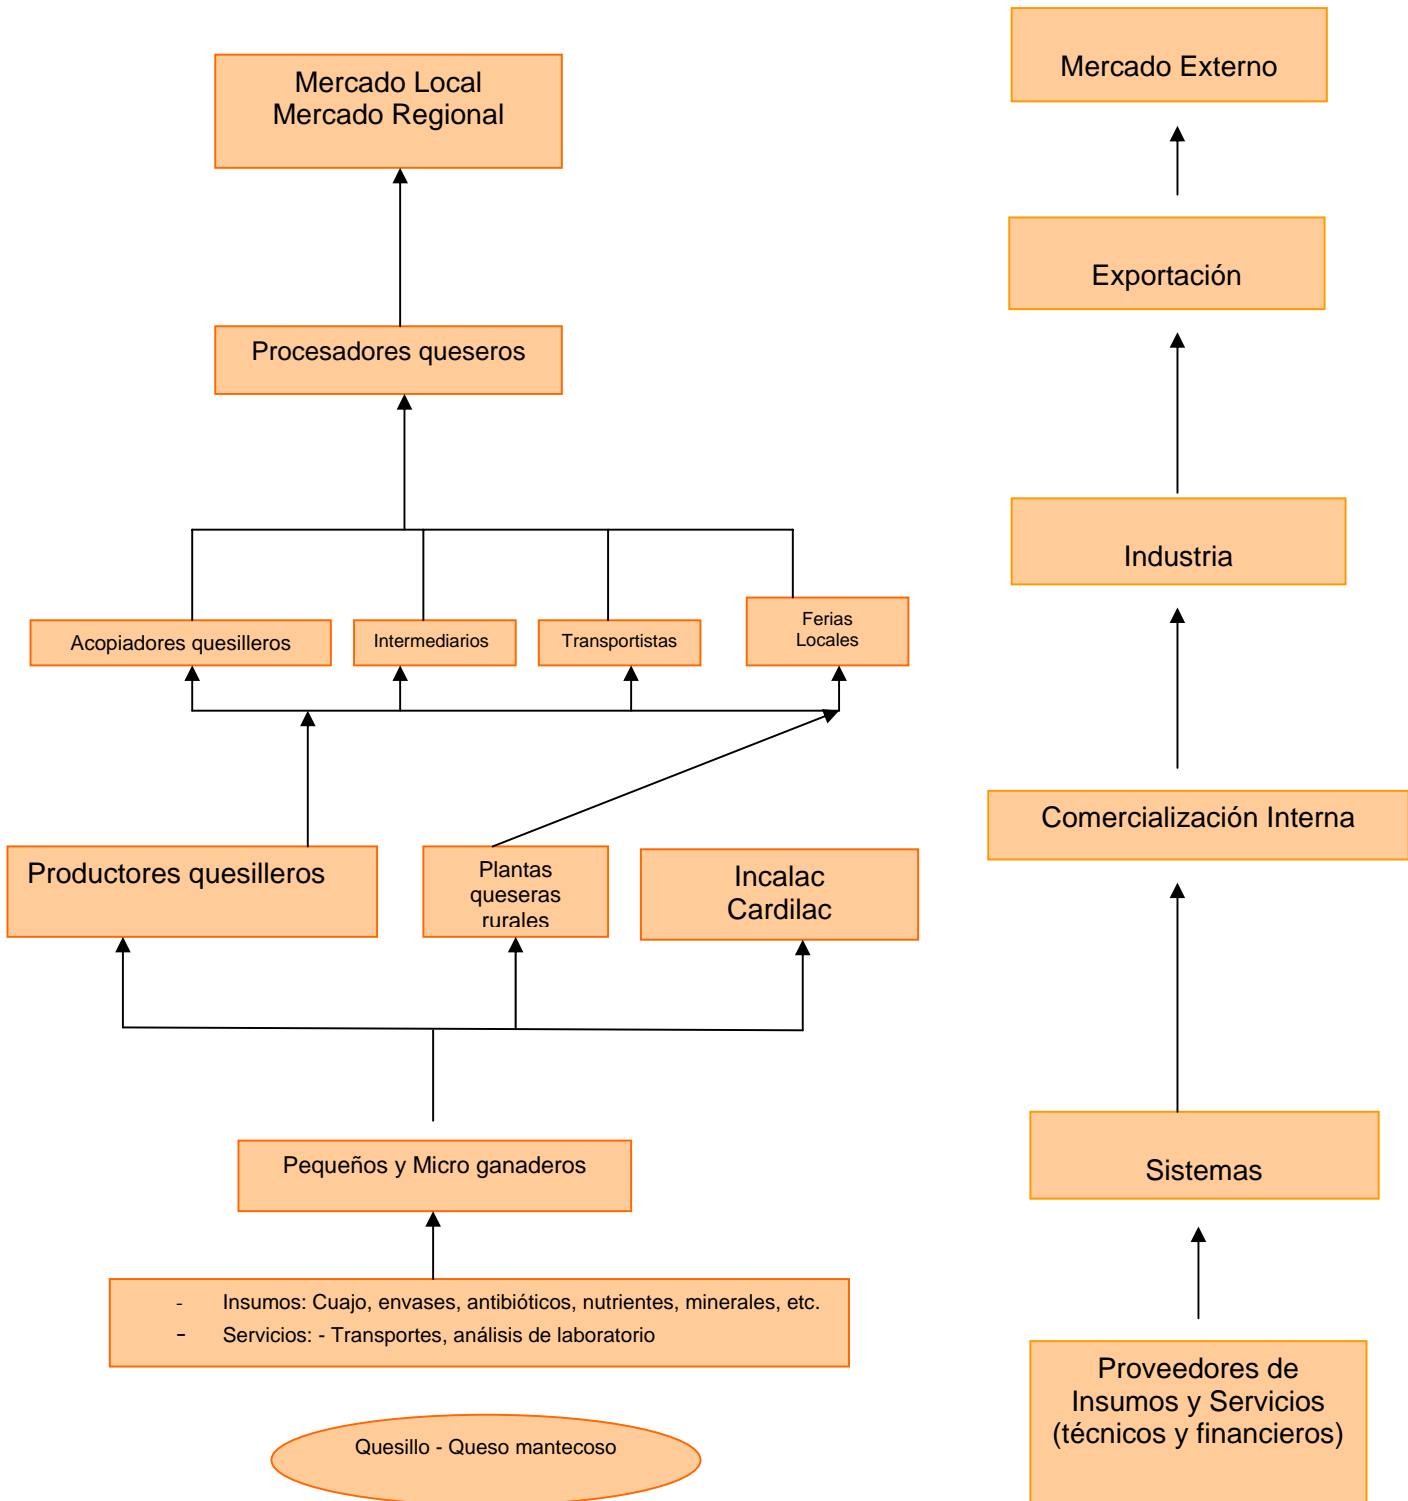 Mercado Local
Mercado Regional
Procesadores queseros
Acopiadores quesilleros
Intermediarios
Transportistas
Ferias
Locales
Productores quesilleros
Plantas
queseras
rurales
Incalac
Cardilac
Pequeños y Micro ganaderos
- Insumos: Cuajo, envases, antibióticos, nutrientes, minerales, etc.
- Servicios: - Transportes, análisis de laboratorio
Quesillo - Queso mantecoso
Mercado Externo
Exportación
Industria
Comercialización Interna
Sistemas
Proveedores de
Insumos y Servicios
(técnicos y financieros)